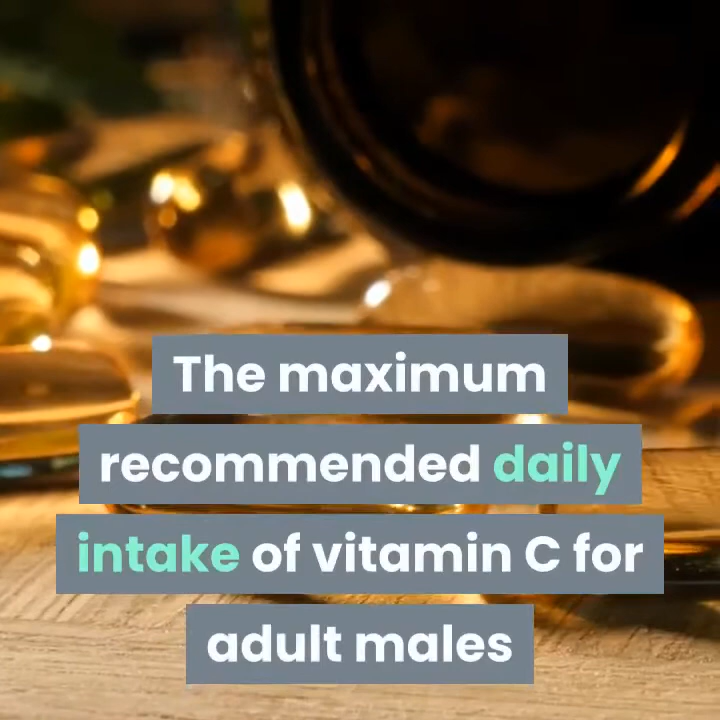 The maximum
recommended daily
intake of vitamin C for
adult males